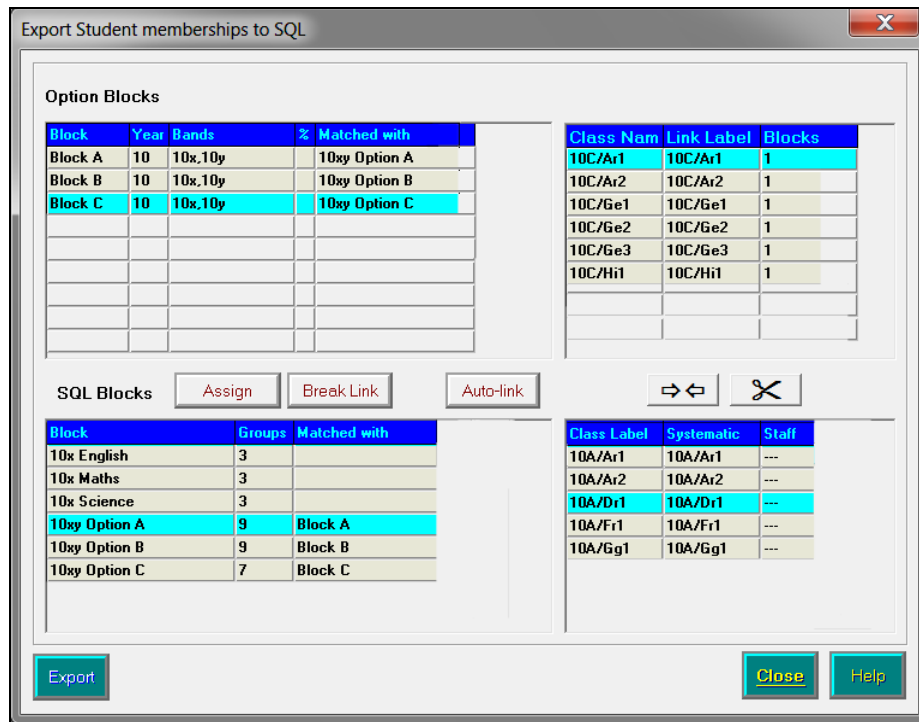 Export Student memberships to SQL
X
Option Blocks
Block Year Bands % Matched with
Block A 10 10x,10y 10xy Option A
Block B 10 10x,10y 10xy Option B
Block C 10 10x,10y 10xy Option C
Class Nam Link Label Blocks
10C/Ar1 10C/Ar1 1
10C/Ar2 10C/Ar2 1
10C/Ge1 10C/Ge1 1
10C/Ge2 10C/Ge2 1
10C/Ge3 10C/Ge3 1
10C/Hi1 10C/Hi1 1
SQL Blocks Assign Break Link Auto-link
Block Groups Matched with
10x English 3
10x Maths 3
10x Science 3
10xy Option A 9 Block A
10xy Option B 9 Block B
10xy Option C 7 Block C
Class Label Systematic Staff
10A/Ar1 10A/Ar1 ---
10A/Ar2 10A/Ar2 ---
10A/Dr1 10A/Dr1 ---
10A/Fr1 10A/Fr1 ---
10A/Gg1 10A/Gg1 ---
Export Close Help